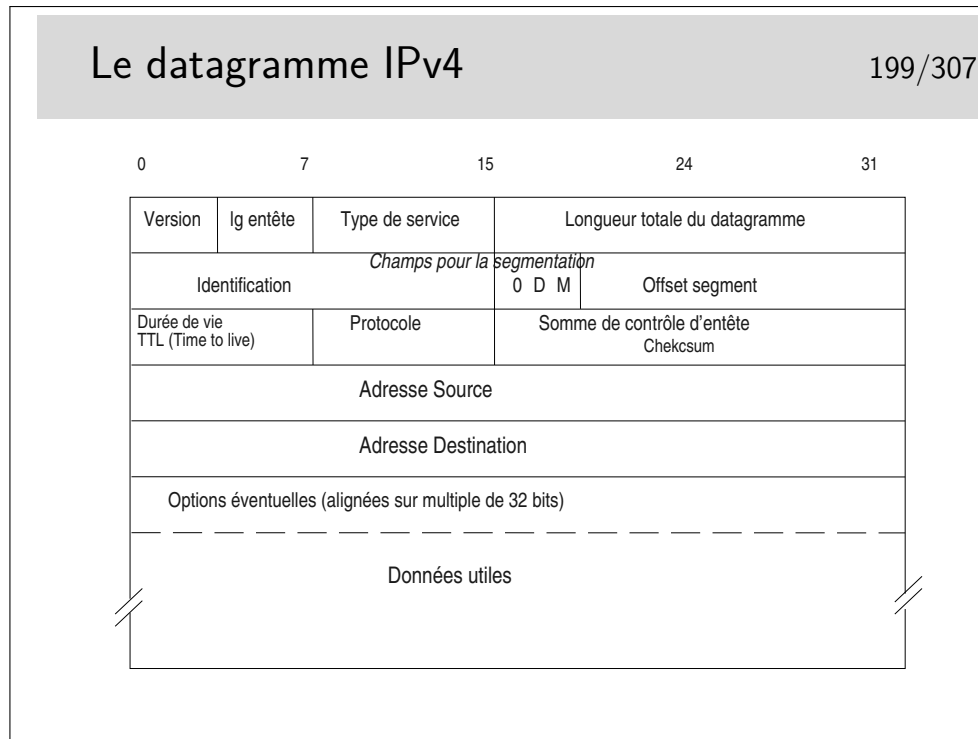 Le datagramme IPv4 199/307
0 7 15 24 31
Version lg entête Type de service Longueur totale du datagramme
Champs pour la segmentation
Identification 0 D M Offset segment
Durée de vie Protocole Somme de contrôle d'entête
TTL (Time to live) Chekcsum
Adresse Source
Adresse Destination
Options éventuelles (alignées sur multiple de 32 bits)
Données utiles